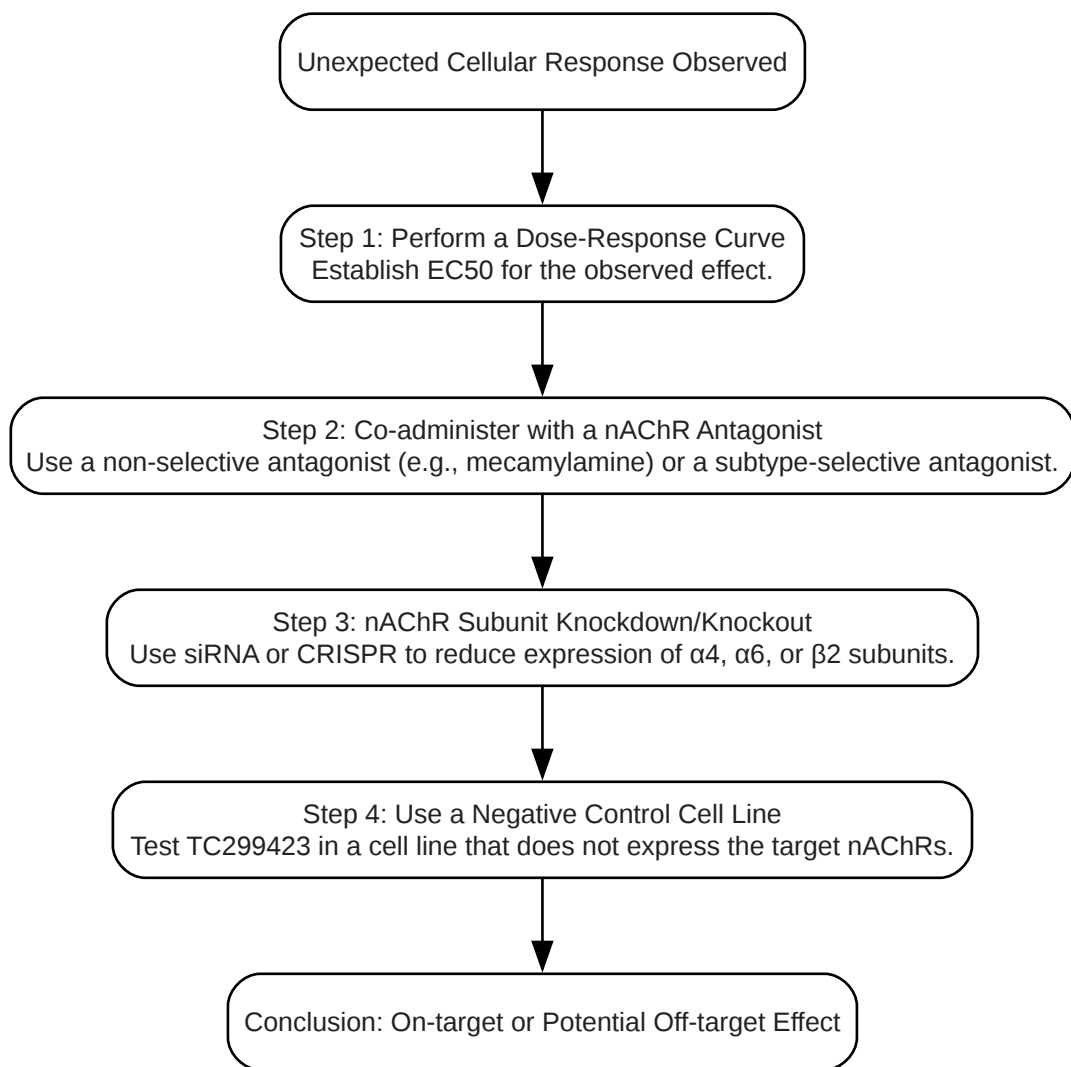 Unexpected Cellular Response Observed
Step 1: Perform a Dose-Response Curve
Establish EC50 for the observed effect.
Step 2: Co-administer with a nAChR Antagonist
Use a non-selective antagonist (e.g., mecamylamine) or a subtype-selective antagonist.
Step 3: nAChR Subunit Knockdown/Knockout
Use siRNA or CRISPR to reduce expression of α4, α6, or β2 subunits.
Step 4: Use a Negative Control Cell Line
Test TC299423 in a cell line that does not express the target nAChRs.
Conclusion: On-target or Potential Off-target Effect